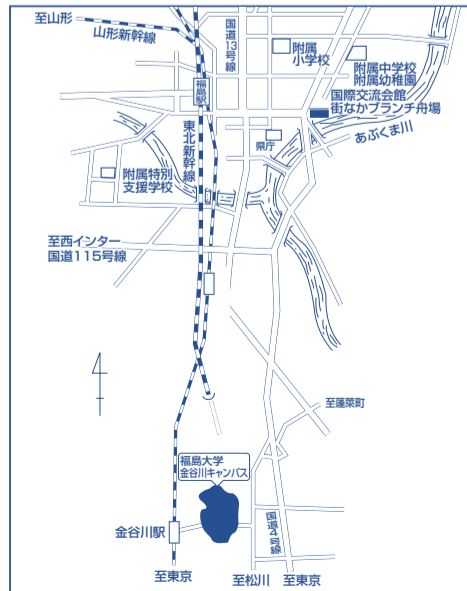 至山形
山形新幹線
国道13号線
附属
小学校
附属中学校
附属幼稚園
福島駅
国際交流会館
街なかブランチ舟場
あぶくま川
県庁
東北新幹線
附属特別
支援学校
至西インター
国道115号線
至蓬萊町
福島大学
金谷川キャンパス
国道4号線
金谷川駅
至東京
至松川
至東京